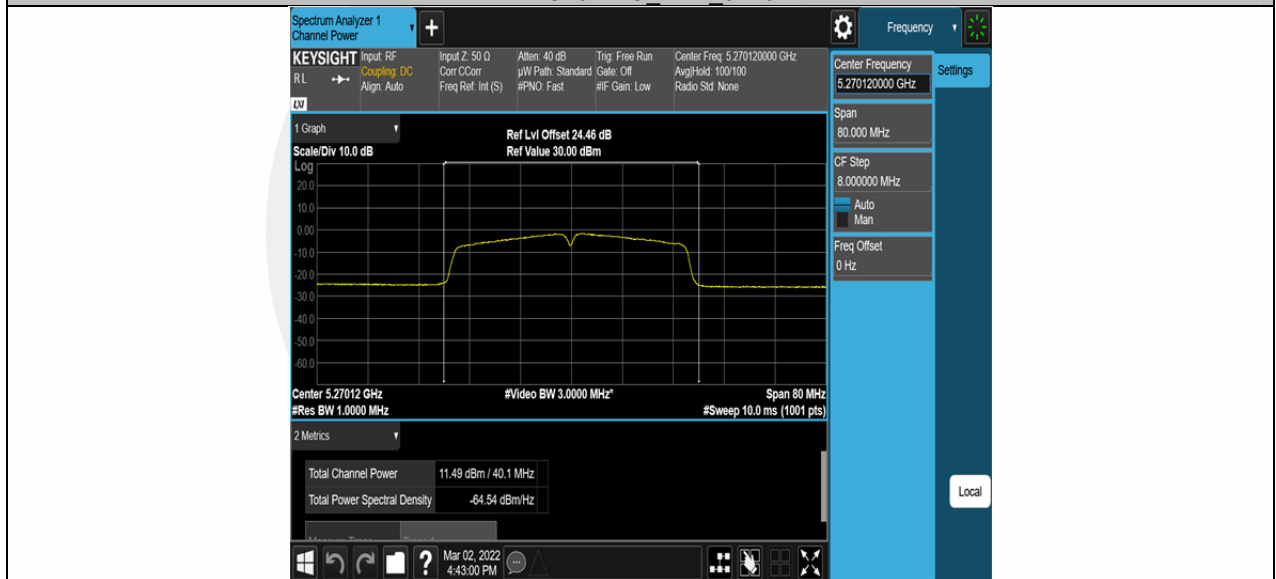 Spectrum Analyzer 1
Channel Power
+
Frequency
KEYSIGHT
RL
LXI
Input: RF
Coupling: DC
Align: Auto
Input Z: 50 Ω
Corr CCorr
Freq Ref: Int (S)
Atten: 40 dB
µW Path: Standard
#PNO: Fast
Trig: Free Run
Gate: Off
#IF Gain: Low
Center Freq: 5.270120000 GHz
Avg|Hold: 100/100
Radio Std: None
Center Frequency
5.270120000 GHz
Settings
Span
80.000 MHz
CF Step
8.000000 MHz
Auto
Man
Freq Offset
0 Hz
Local
1 Graph
Scale/Div 10.0 dB
Ref Lvl Offset 24.46 dB
Ref Value 30.00 dBm
Log
20.0
10.0
0.00
-10.0
-20.0
-30.0
-40.0
-50.0
-60.0
Center 5.27012 GHz
#Video BW 3.0000 MHz*
Span 80 MHz
#Res BW 1.0000 MHz
#Sweep 10.0 ms (1001 pts)
2 Metrics
Total Channel Power 11.49 dBm / 40.1 MHz
Total Power Spectral Density -64.54 dBm/Hz
?
Mar 02, 2022
4:43:00 PM